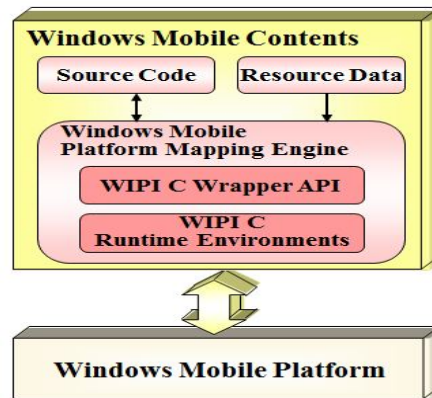 Windows Mobile Contents
Source Code
Resource Data
Windows Mobile
Platform Mapping Engine
WIPI C Wrapper API
WIPI C
Runtime Environments
Windows Mobile Platform